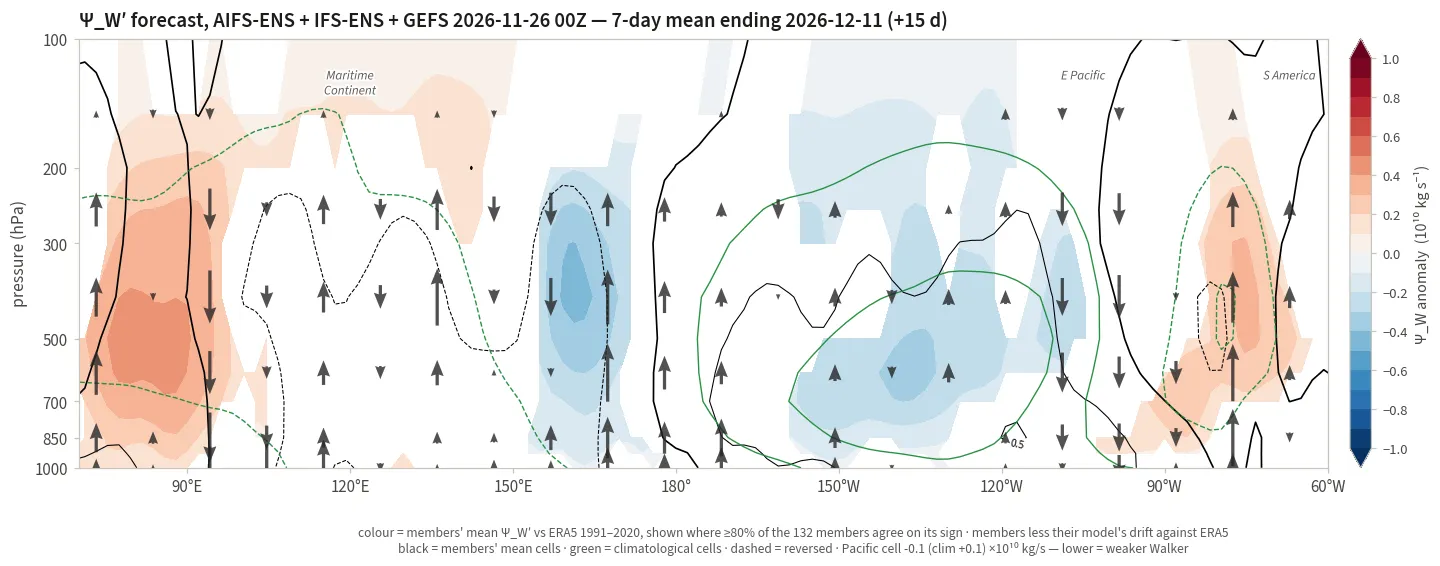 Ψ_W′ forecast, AIFS-ENS + IFS-ENS + GEFS 2026-11-26 00Z — 7-day mean ending 2026-12-11 (+15 d)
100
200
300
400
500
700
850
1000
pressure (hPa)
Maritime
Continent
E Pacific
S America
0.5
90°E
120°E
150°E
180°
150°W
120°W
90°W
60°W
1.0
0.8
0.6
0.4
0.2
0.0
−0.2
−0.4
−0.6
−0.8
−1.0
Ψ_W anomaly (10¹⁰ kg s⁻¹)
colour = members' mean Ψ_W′ vs ERA5 1991–2020, shown where ≥80% of the 132 members agree on its sign · members less their model's drift against ERA5
black = members' mean cells · green = climatological cells · dashed = reversed · Pacific cell -0.1 (clim +0.1) ×10¹⁰ kg/s — lower = weaker Walker